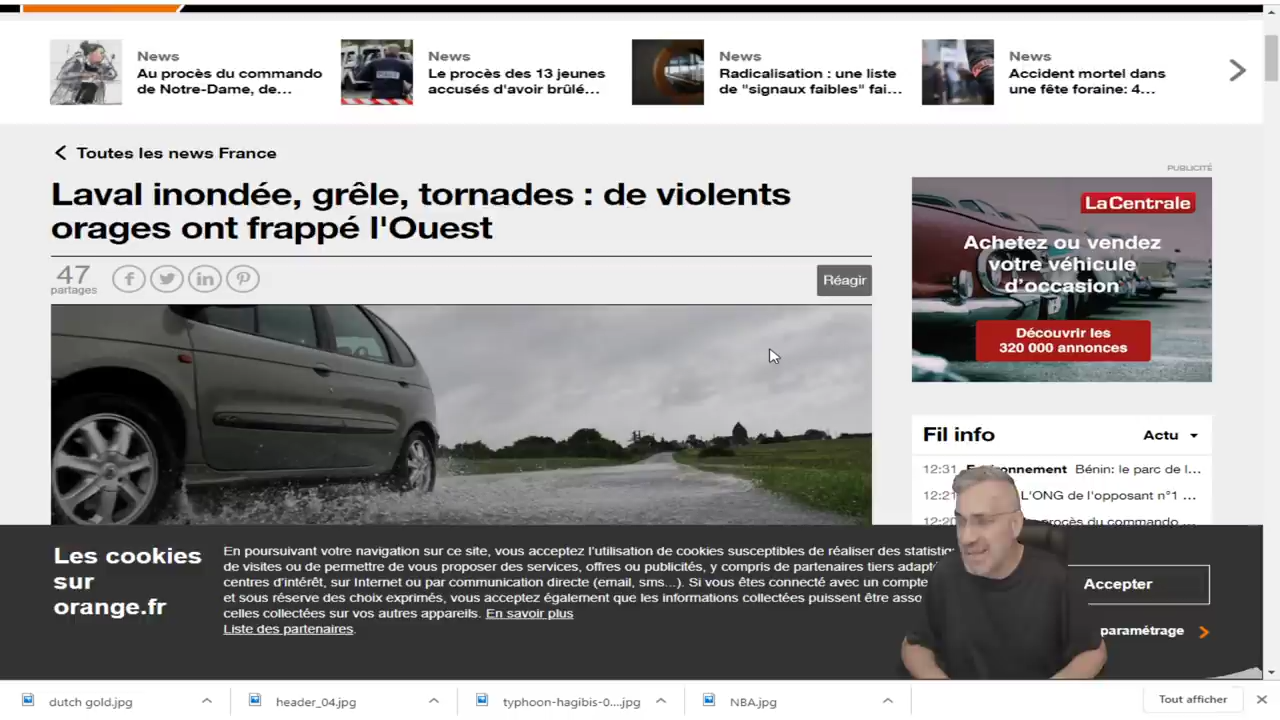 News
Au procès du commando
de Notre-Dame, de...
News
Le procès des 13 jeunes
accusés d'avoir brûlé...
News
Radicalisation : une liste
de "signaux faibles" fai...
News
Accident mortel dans
une fête foraine: 4...
Toutes les news France
Laval inondée, grêle, tornades : de violents
orages ont frappé l'Ouest
47
partages
Réagir
PUBLICITÉ
LaCentrale
Achetez ou vendez
votre véhicule
d'occasion
Découvrir les
320 000 annonces
Fil info
Actu
12:31 Bénin: le parc de l...
12:21 L'ONG de l'opposant n°1 ...
12:20 procès du commando ...
Les cookies
sur
orange.fr
En poursuivant votre navigation sur ce site, vous acceptez l'utilisation de cookies susceptibles de réaliser des statistiq
de visites ou de permettre de vous proposer des services, offres ou publicités, y compris de partenaires tiers adapt
centres d'intérêt, sur Internet ou par communication directe (email, sms...). Si vous êtes connecté avec un compte
et sous réserve des choix exprimés, vous acceptez également que les informations collectées puissent être asso
celles collectées sur vos autres appareils. En savoir plus
Liste des partenaires.
Accepter
paramétrage
dutch gold.jpg
header_04.jpg
typhoon-hagibis-0....jpg
NBA.jpg
Tout afficher